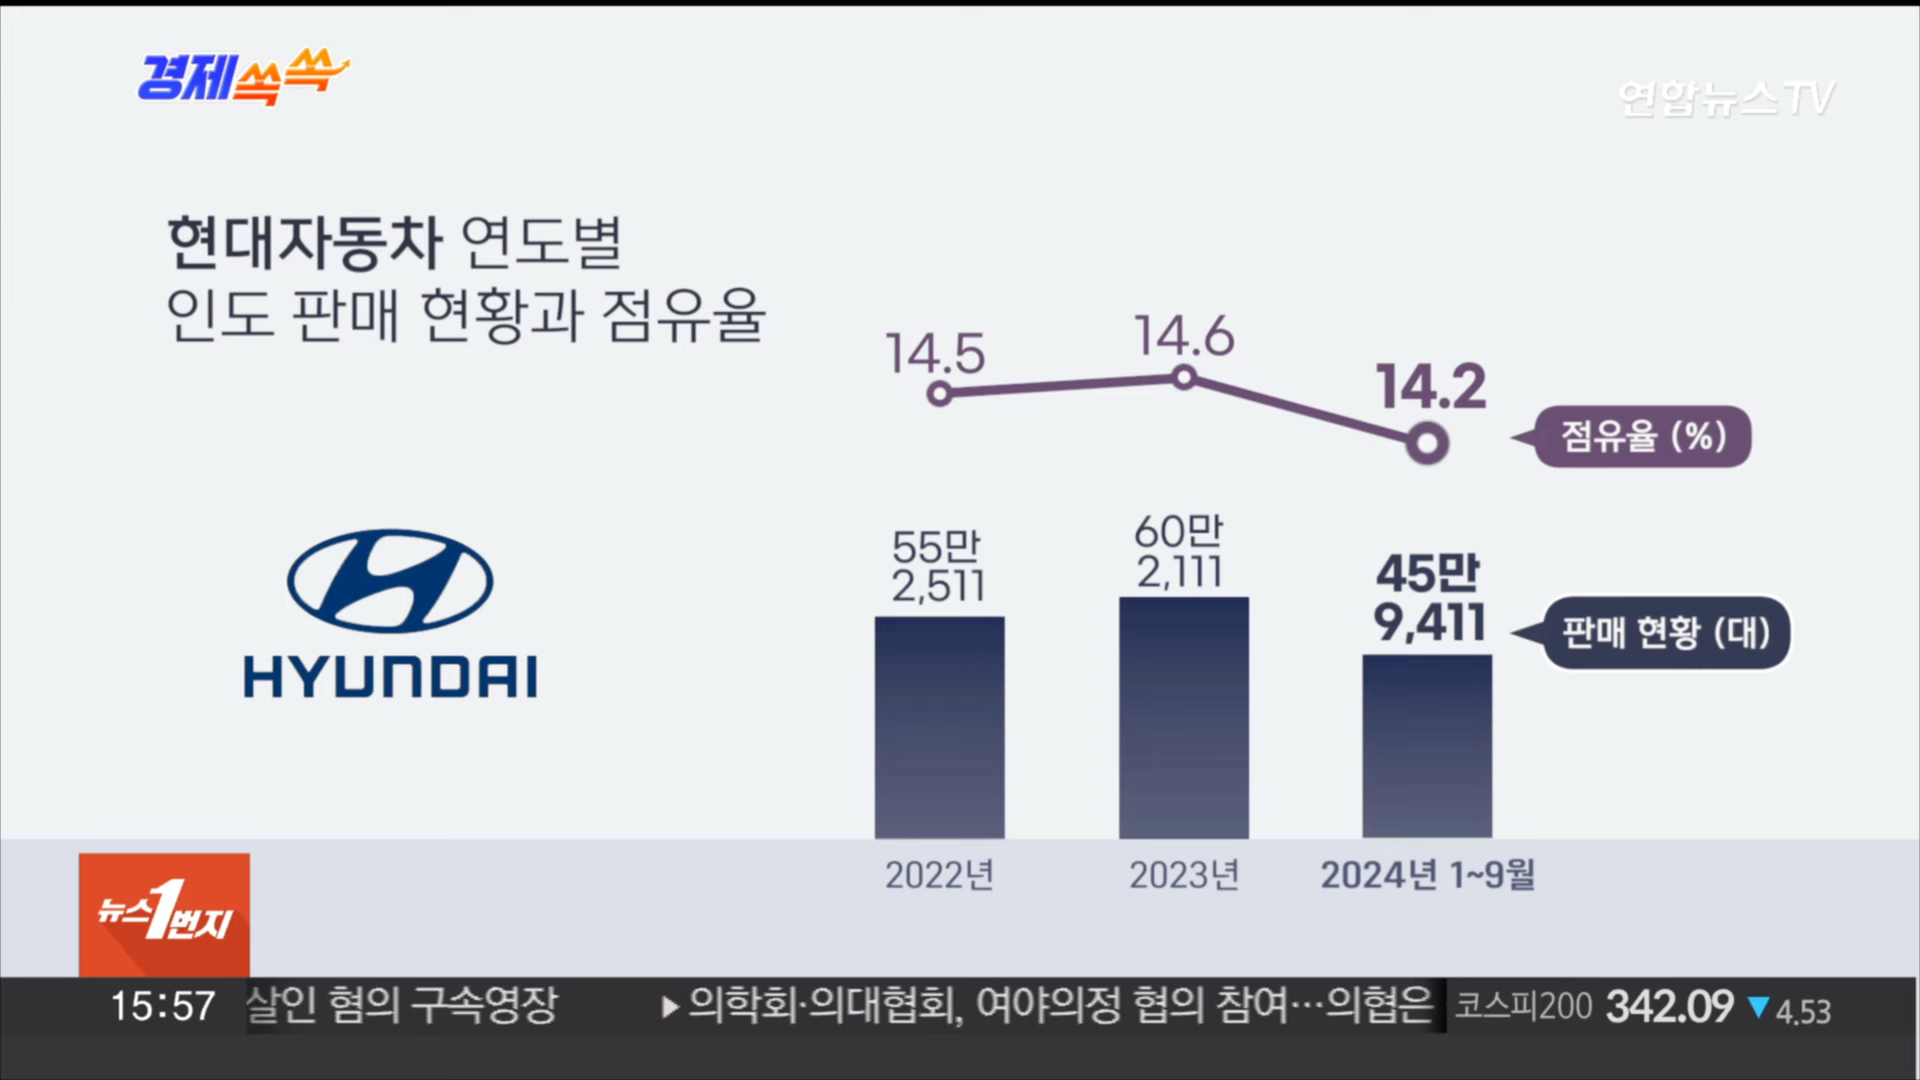 경제쏙쏙
연합뉴스TV
현대자동차 연도별
인도 판매 현황과 점유율
14.5
14.6
14.2
점유율 (%)
55만
2,511
60만
2,111
45만
9,411
판매 현황 (대)
HYUNDAI
2022년
2023년
2024년 1~9월
뉴스1번지
15:57
살인 혐의 구속영장
▶의학회·의대협회, 여야의정 협의 참여…의협은
코스피200 342.09 ▼4.53